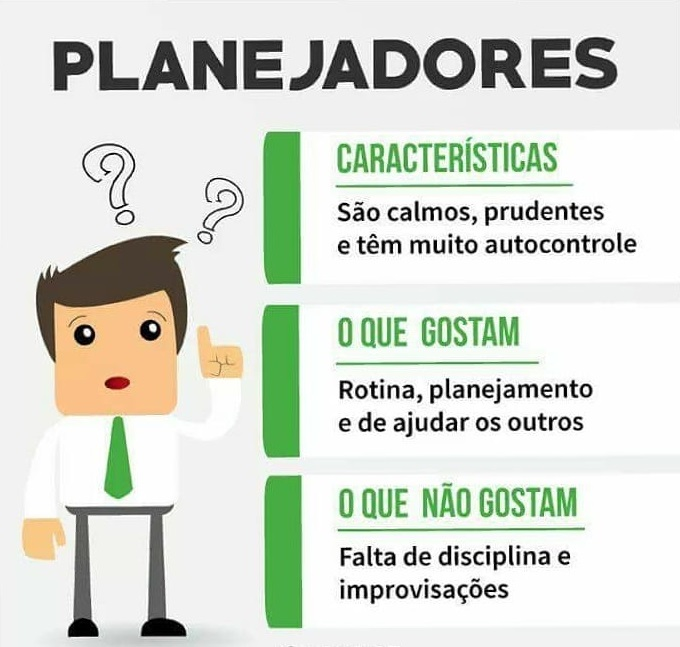 PLANEJADORES
CARACTERÍSTICAS
São calmos, prudentes
e têm muito autocontrole
O QUE GOSTAM
Rotina, planejamento
e de ajudar os outros
O QUE NÃO GOSTAM
Falta de disciplina e
improvisações